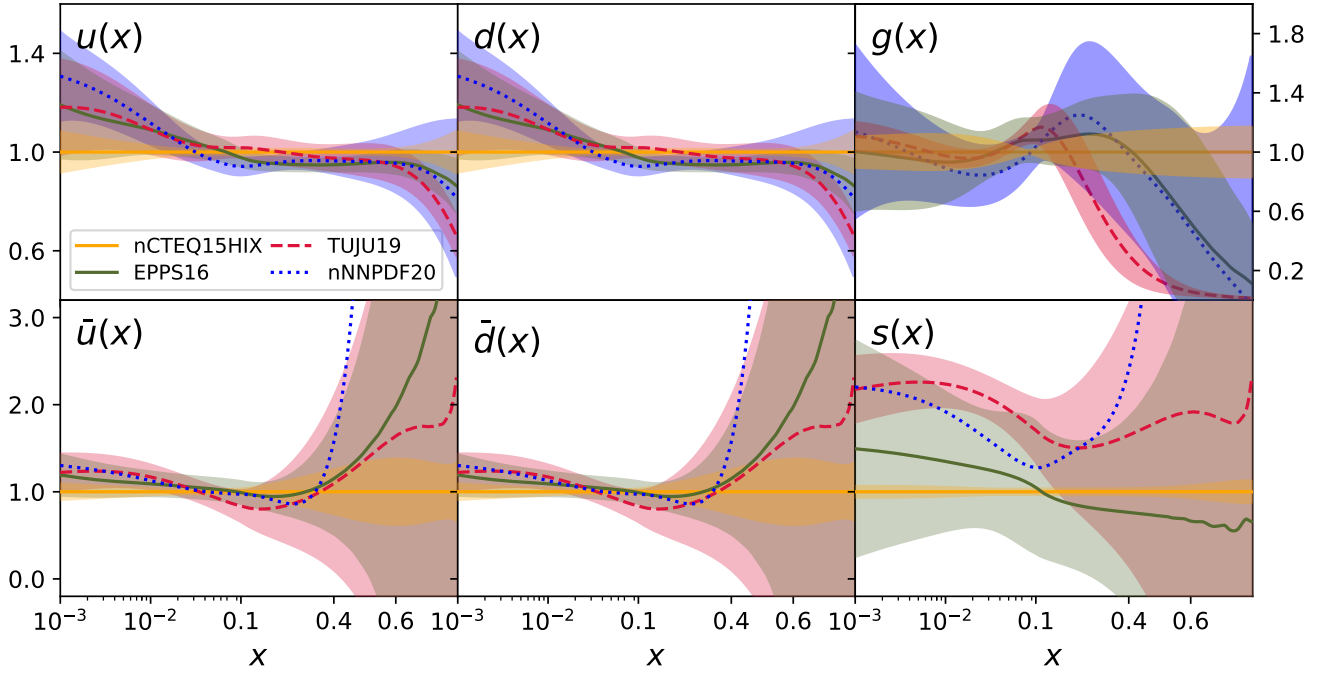 u(x) d(x) g(x)
1.4
1.0
0.6
1.8
1.4
1.0
0.6
0.2
nCTEQ15HIX TUJU19
EPPS16 nNNPDF20
ū(x) d̄(x) s(x)
3.0
2.0
1.0
0.0
10⁻³ 10⁻² 0.1 0.4 0.6 10⁻³ 10⁻² 0.1 0.4 0.6 10⁻³ 10⁻² 0.1 0.4 0.6
x x x